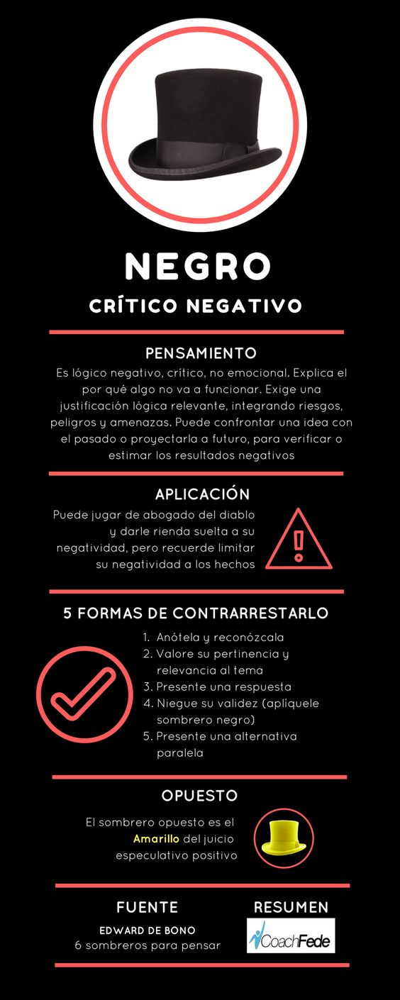 NEGRO
CRÍTICO NEGATIVO
PENSAMIENTO
Es lógico negativo, crítico, no emocional. Explica el
por qué algo no va a funcionar. Exige una
justificación lógica relevante, integrando riesgos,
peligros y amenazas. Puede confrontar una idea con
el pasado o proyectarla a futuro, para verificar o
estimar los resultados negativos
APLICACIÓN
Puede jugar de abogado del diablo
y darle rienda suelta a su
negatividad, pero recuerde limitar
su negatividad a los hechos
5 FORMAS DE CONTRARRESTARLO
1. Anótela y reconózcala
2. Valore su pertinencia y
relevancia al tema
3. Presente una respuesta
4. Niegue su validez (aplíquele
sombrero negro)
5. Presente una alternativa
paralela
OPUESTO
El sombrero opuesto es el
Amarillo del juicio
especulativo positivo
FUENTE
EDWARD DE BONO
6 sombreros para pensar
RESUMEN
CoachFede